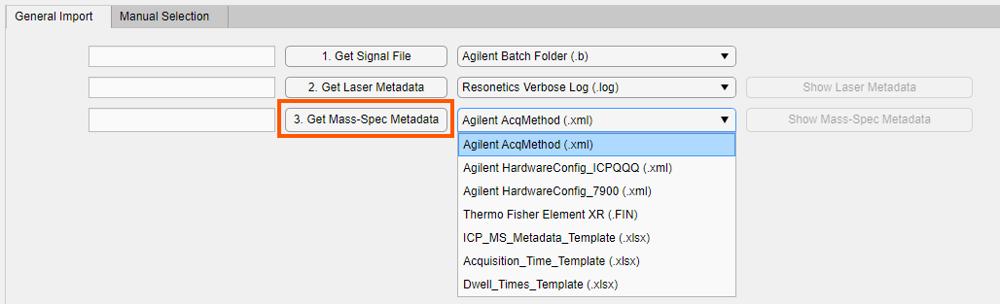 General Import Manual Selection
1. Get Signal File Agilent Batch Folder (.b)
2. Get Laser Metadata Resonetics Verbose Log (.log) Show Laser Metadata
3. Get Mass-Spec Metadata Agilent AcqMethod (.xml) Show Mass-Spec Metadata
Agilent AcqMethod (.xml)
Agilent HardwareConfig_ICPQQQ (.xml)
Agilent HardwareConfig_7900 (.xml)
Thermo Fisher Element XR (.FIN)
ICP_MS_Metadata_Template (.xlsx)
Acquisition_Time_Template (.xlsx)
Dwell_Times_Template (.xlsx)